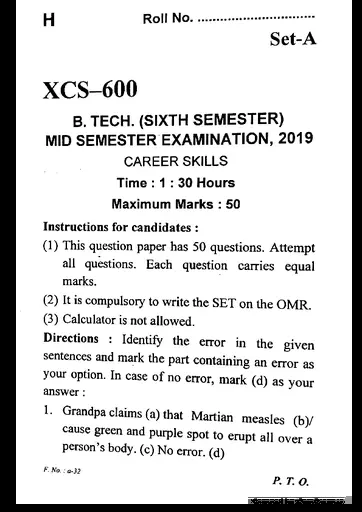 H Roll No. ................................
Set-A
XCS–600
B. TECH. (SIXTH SEMESTER)
MID SEMESTER EXAMINATION, 2019
CAREER SKILLS
Time : 1 : 30 Hours
Maximum Marks : 50
Instructions for candidates :
(1) This question paper has 50 questions. Attempt
all questions. Each question carries equal
marks.
(2) It is compulsory to write the SET on the OMR.
(3) Calculator is not allowed.
Directions : Identify the error in the given
sentences and mark the part containing an error as
your option. In case of no error, mark (d) as your
answer :
1. Grandpa claims (a) that Martian measles (b)/
cause green and purple spot to erupt all over a
person's body. (c) No error. (d)
F. No. : a-32
P. T. O.